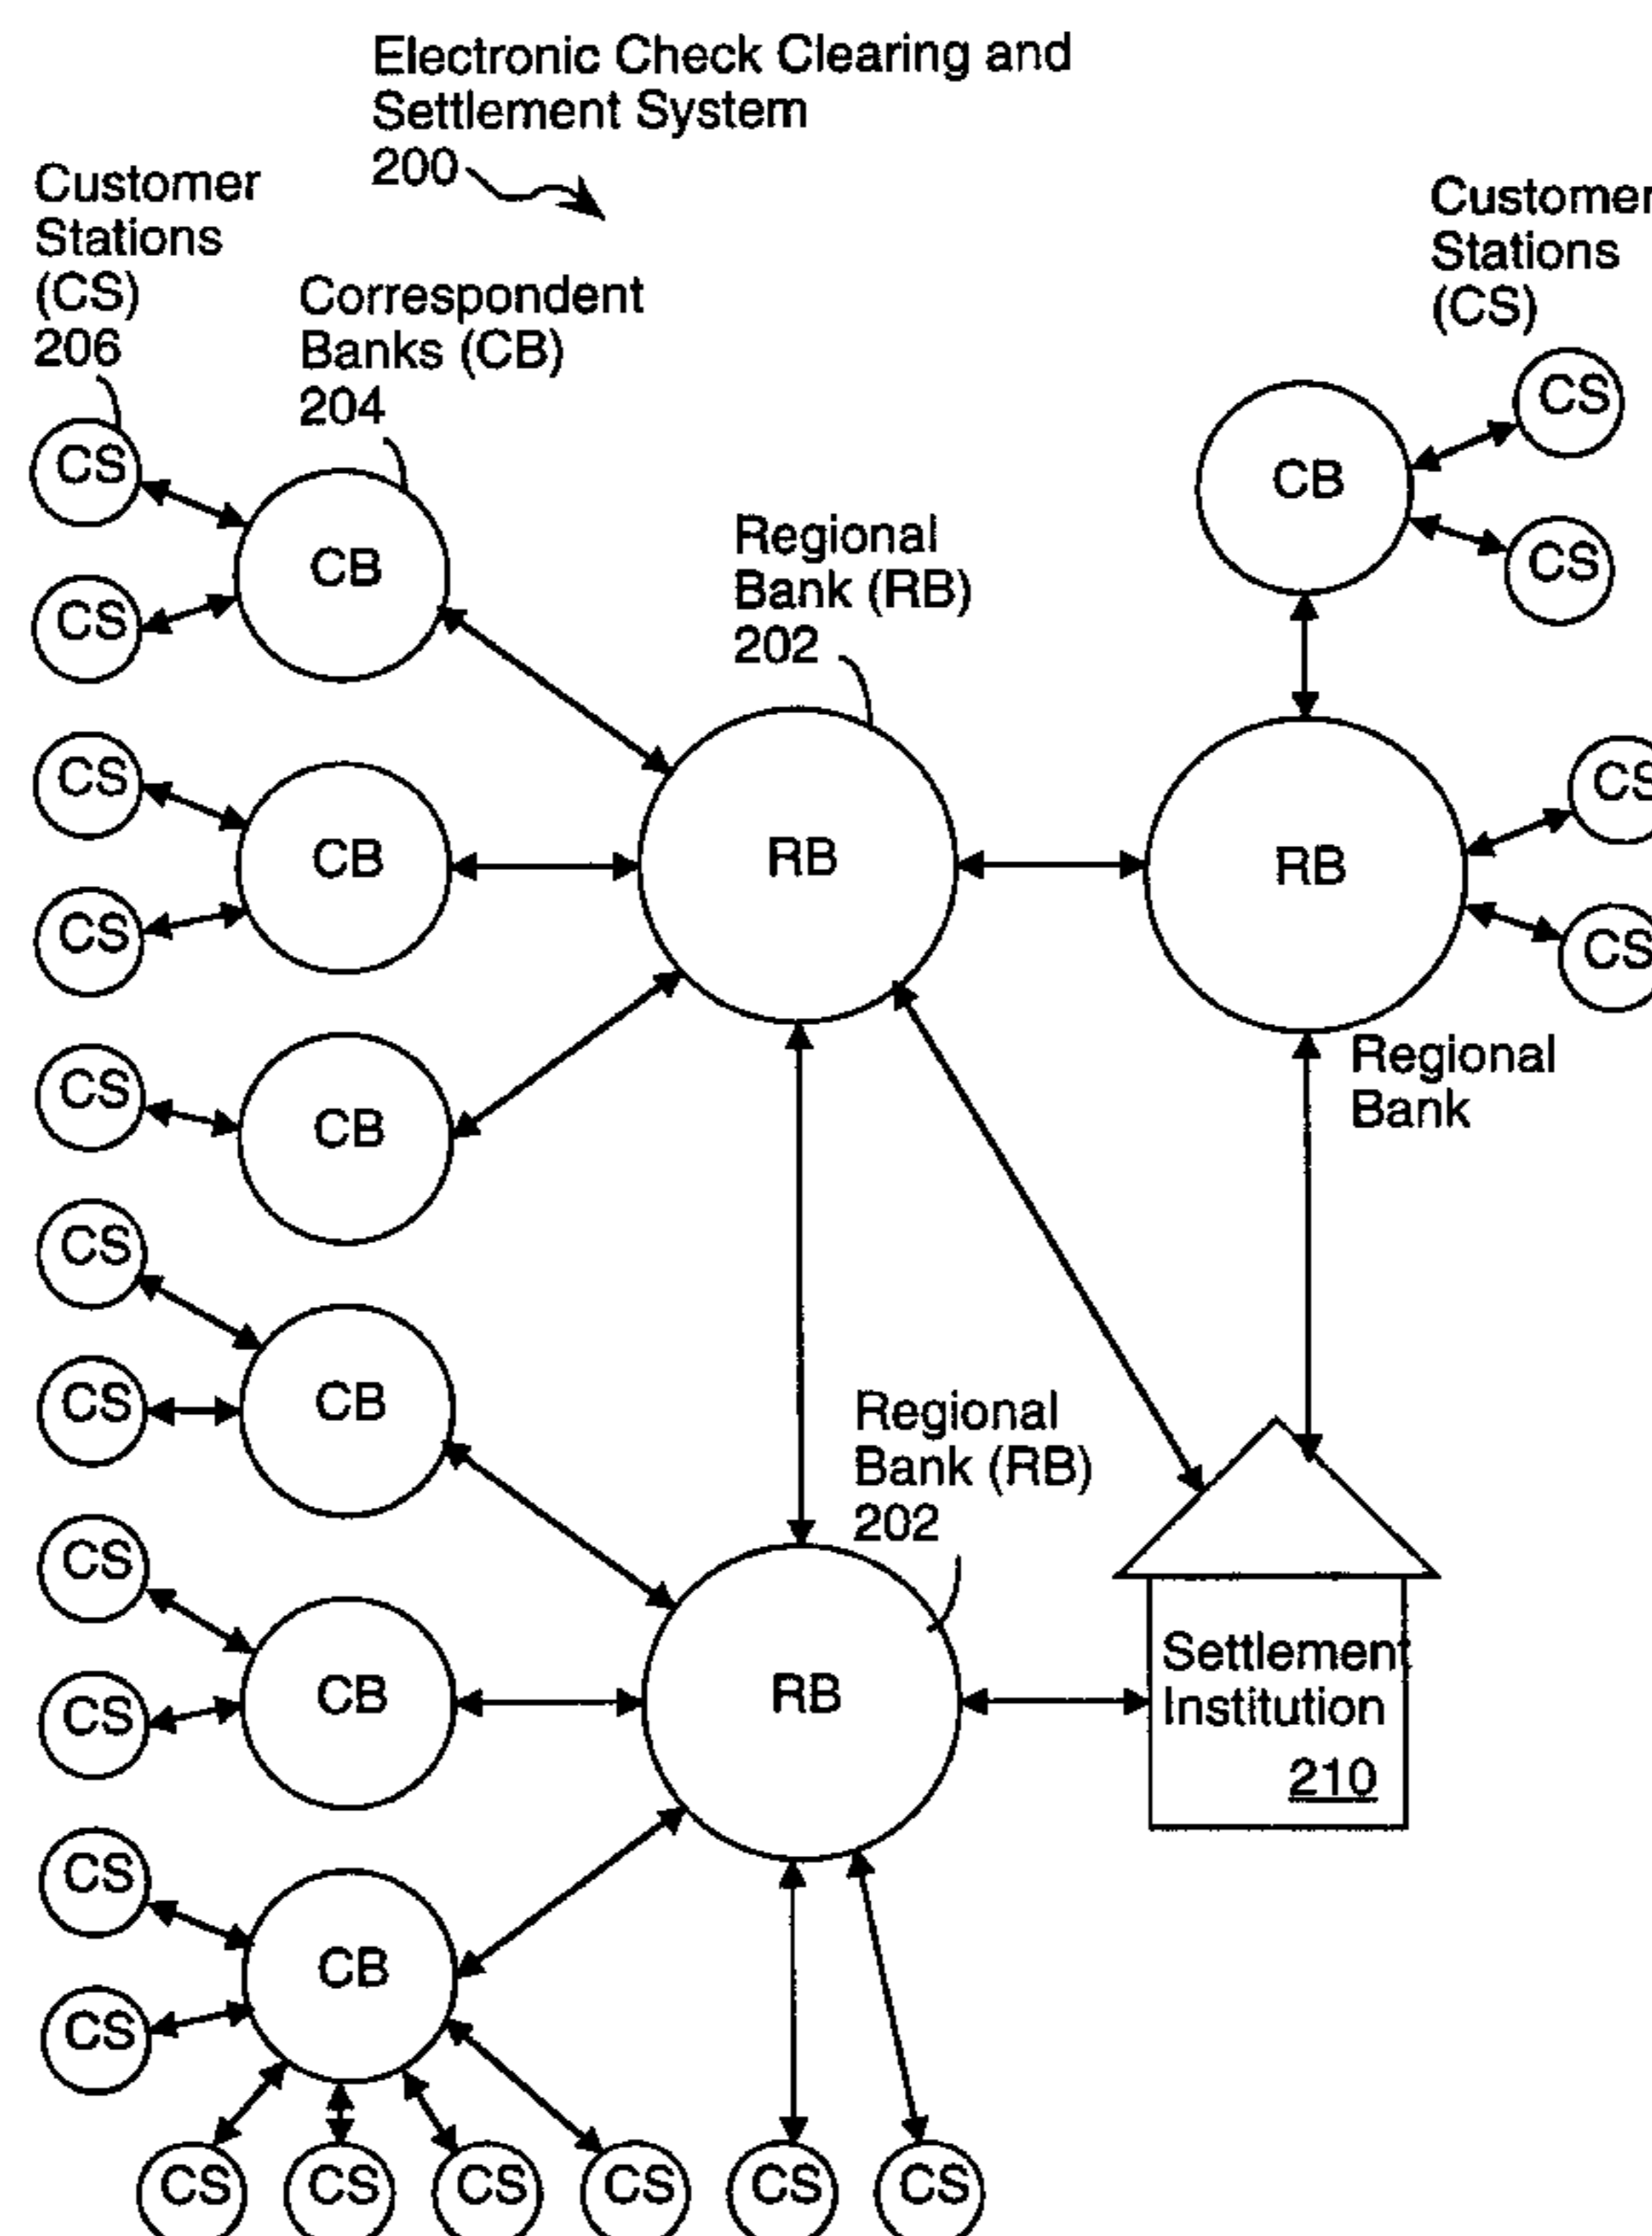 Electronic Check Clearing and
Settlement System
200
Customer
Stations
(CS)
206
Correspondent
Banks (CB)
204
Customer
Stations
(CS)
CS
CS
CB
CS
CB
CS
CS
Regional
Bank (RB)
202
CS
CB
RB
RB
CS
CS
CS
Regional
Bank
CS
CB
CS
CS
CB
Regional
Bank (RB)
202
CS
CS
CB
RB
Settlement
Institution
210
CS
CB
CS
CS
CS
CS
CS
CS
CS